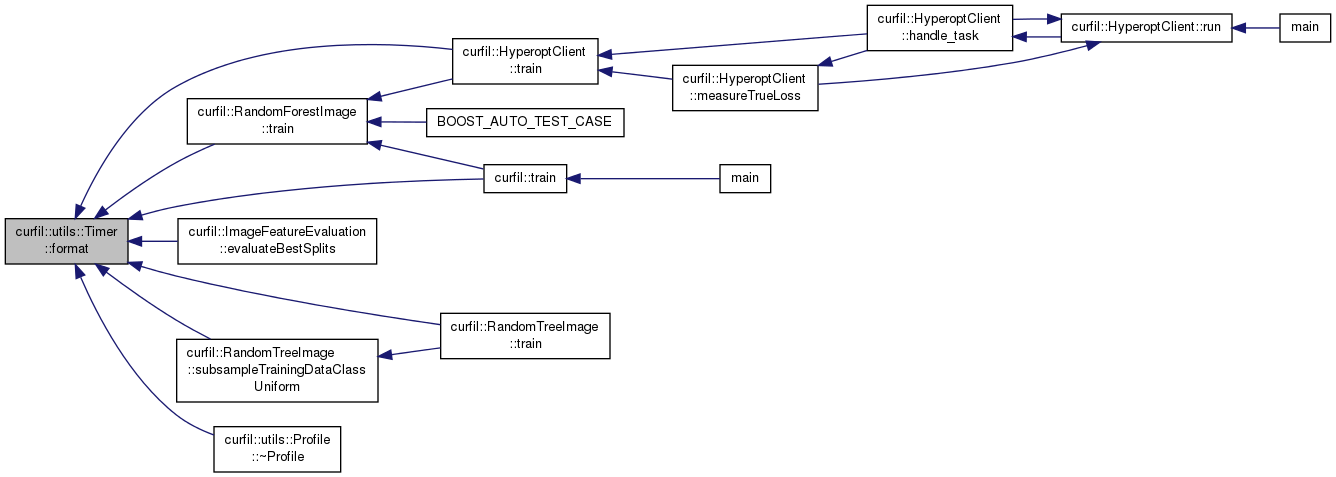 curfil::utils::Timer
::format
curfil::HyperoptClient
::train
curfil::RandomForestImage
::train
BOOST_AUTO_TEST_CASE
curfil::train
main
curfil::HyperoptClient
::handle_task
curfil::HyperoptClient
::measureTrueLoss
curfil::HyperoptClient::run
main
curfil::ImageFeatureEvaluation
::evaluateBestSplits
curfil::RandomTreeImage
::train
curfil::RandomTreeImage
::subsampleTrainingDataClass
Uniform
curfil::utils::Profile
::~Profile